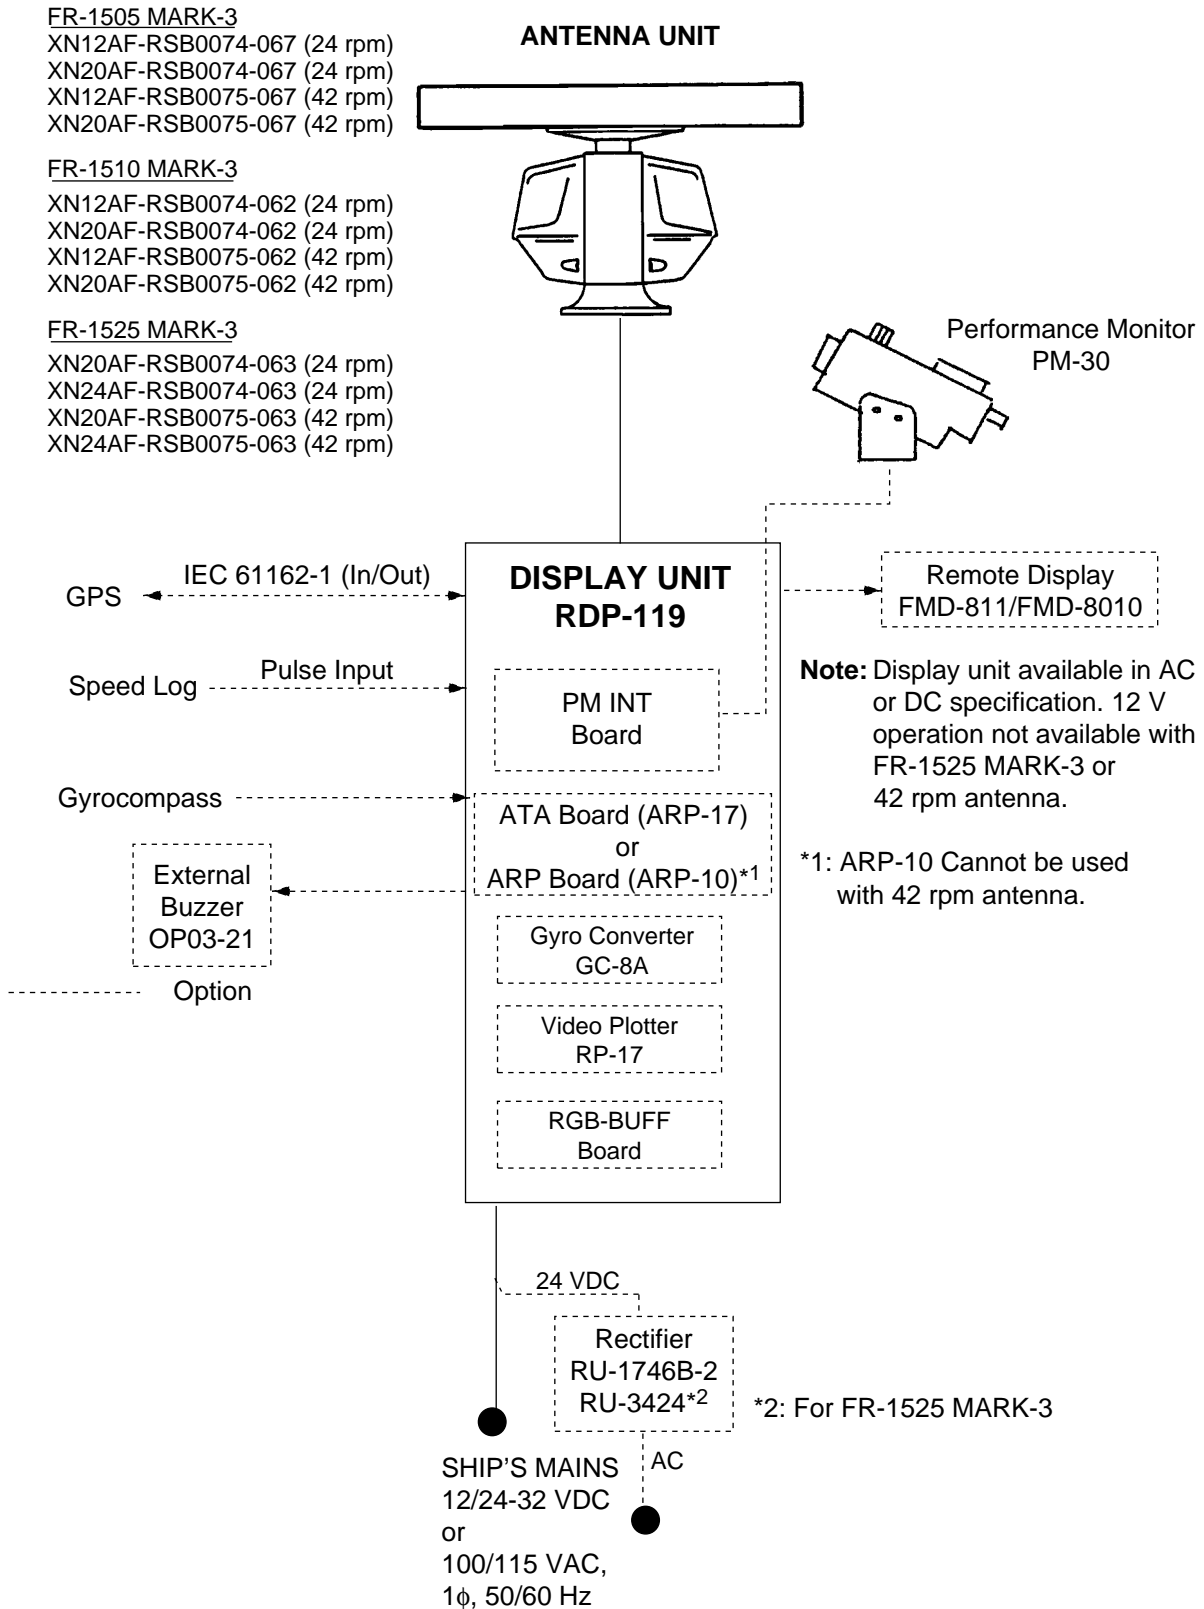 FR-1505 MARK-3
XN12AF-RSB0074-067 (24 rpm)
XN20AF-RSB0074-067 (24 rpm)
XN12AF-RSB0075-067 (42 rpm)
XN20AF-RSB0075-067 (42 rpm)
FR-1510 MARK-3
XN12AF-RSB0074-062 (24 rpm)
XN20AF-RSB0074-062 (24 rpm)
XN12AF-RSB0075-062 (42 rpm)
XN20AF-RSB0075-062 (42 rpm)
FR-1525 MARK-3
XN20AF-RSB0074-063 (24 rpm)
XN24AF-RSB0074-063 (24 rpm)
XN20AF-RSB0075-063 (42 rpm)
XN24AF-RSB0075-063 (42 rpm)
ANTENNA UNIT
Performance Monitor
PM-30
GPS
IEC 61162-1 (In/Out)
DISPLAY UNIT
RDP-119
Remote Display
FMD-811/FMD-8010
Speed Log
Pulse Input
PM INT
Board
Note: Display unit available in AC
or DC specification. 12 V
operation not available with
FR-1525 MARK-3 or
42 rpm antenna.
Gyrocompass
ATA Board (ARP-17)
or
ARP Board (ARP-10)*1
*1: ARP-10 Cannot be used
with 42 rpm antenna.
External
Buzzer
OP03-21
Option
Gyro Converter
GC-8A
Video Plotter
RP-17
RGB-BUFF
Board
24 VDC
Rectifier
RU-1746B-2
RU-3424*2
*2: For FR-1525 MARK-3
AC
SHIP'S MAINS
12/24-32 VDC
or
100/115 VAC,
1ϕ, 50/60 Hz